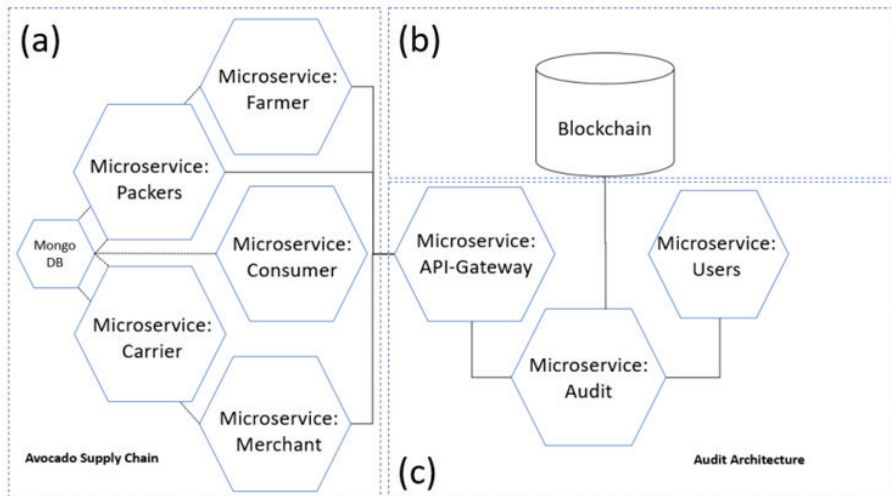 (a)
Microservice:
Farmer
Microservice:
Packers
Mongo
DB
Microservice:
Consumer
Microservice:
Carrier
Microservice:
Merchant
Avocado Supply Chain
(b)
Blockchain
Microservice:
API-Gateway
Microservice:
Users
Microservice:
Audit
(c)
Audit Architecture